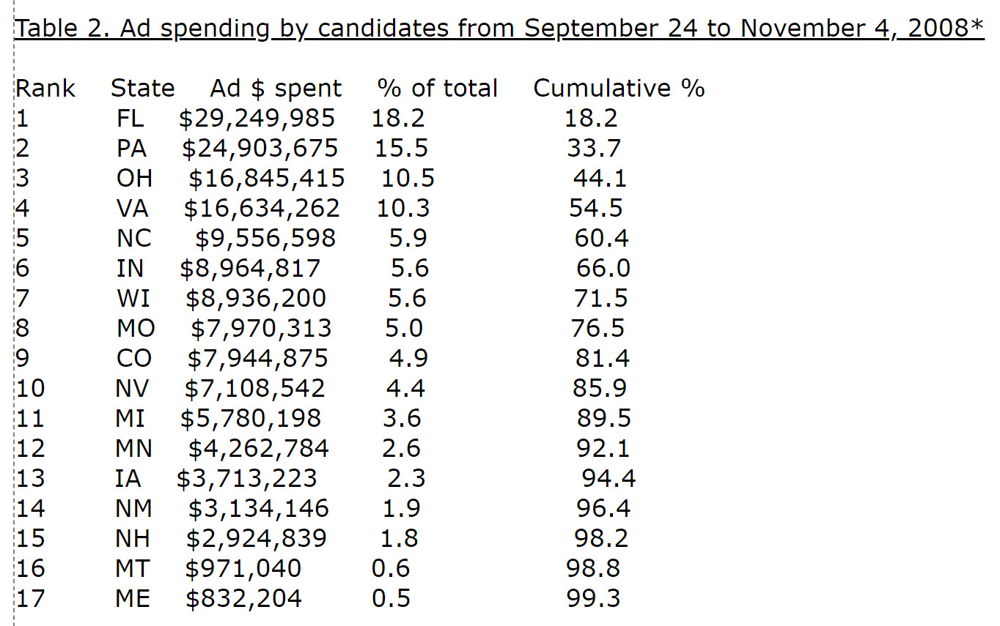 Table 2. Ad spending by candidates from September 24 to November 4, 2008*
Rank State Ad $ spent % of total Cumulative %
1 FL $29,249,985 18.2 18.2
2 PA $24,903,675 15.5 33.7
3 OH $16,845,415 10.5 44.1
4 VA $16,634,262 10.3 54.5
5 NC $9,556,598 5.9 60.4
6 IN $8,964,817 5.6 66.0
7 WI $8,936,200 5.6 71.5
8 MO $7,970,313 5.0 76.5
9 CO $7,944,875 4.9 81.4
10 NV $7,108,542 4.4 85.9
11 MI $5,780,198 3.6 89.5
12 MN $4,262,784 2.6 92.1
13 IA $3,713,223 2.3 94.4
14 NM $3,134,146 1.9 96.4
15 NH $2,924,839 1.8 98.2
16 MT $971,040 0.6 98.8
17 ME $832,204 0.5 99.3